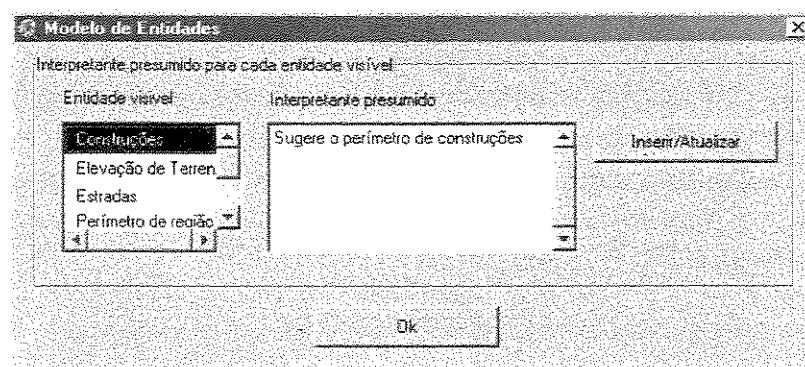 Modelo de Entidades
Interpretante presumido para cada entidade visível
Entidade visível
Interpretante presumido
Construções
Elevação de Terren
Estradas
Perímetro de região
Sugere o perímetro de construções
Inserir/Atualizar
Ok